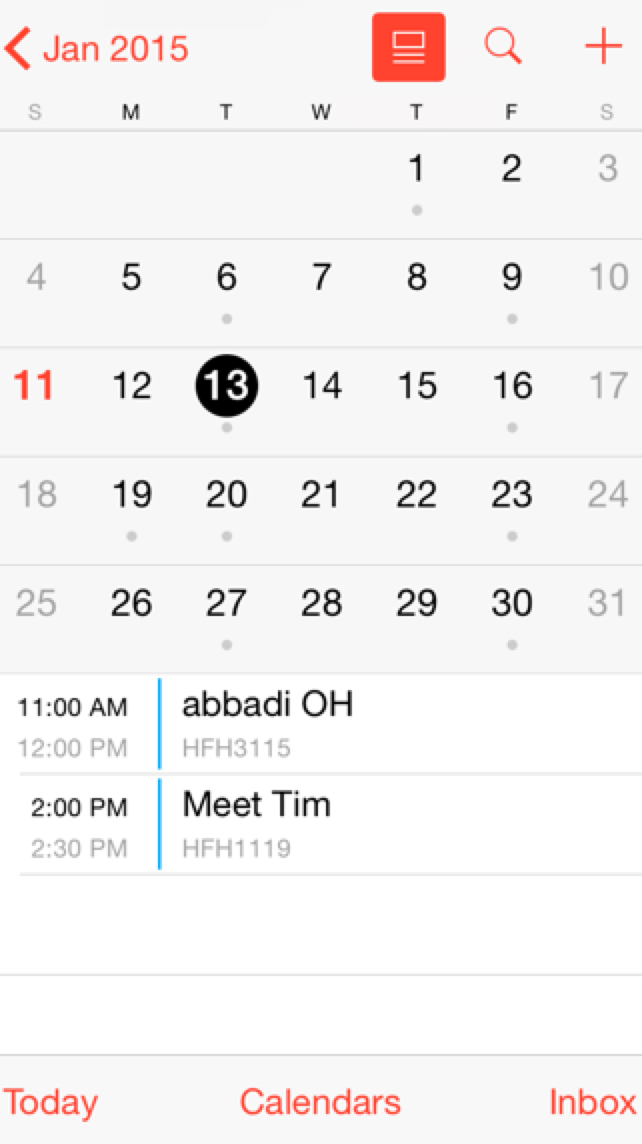 Jan 2015
S M T W T F S
1 2 3
4 5 6 7 8 9 10
11 12 13 14 15 16 17
18 19 20 21 22 23 24
25 26 27 28 29 30 31
11:00 AM abbadi OH
12:00 PM HFH3115
2:00 PM Meet Tim
2:30 PM HFH1119
Today Calendars Inbox